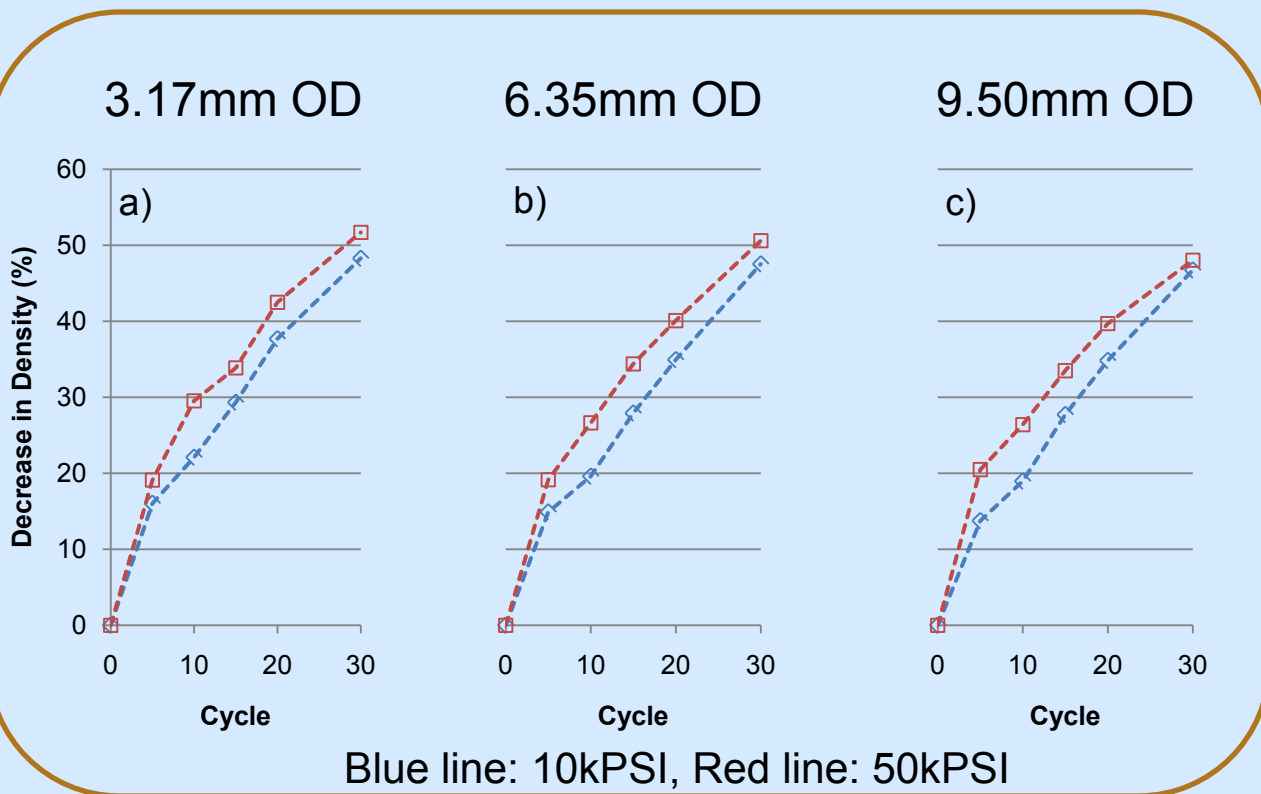 3.17mm OD 6.35mm OD 9.50mm OD
a) b) c)
Decrease in Density (%)
60
50
40
30
20
10
0
0 10 20 30 0 10 20 30 0 10 20 30
Cycle Cycle Cycle
Blue line: 10kPSI, Red line: 50kPSI